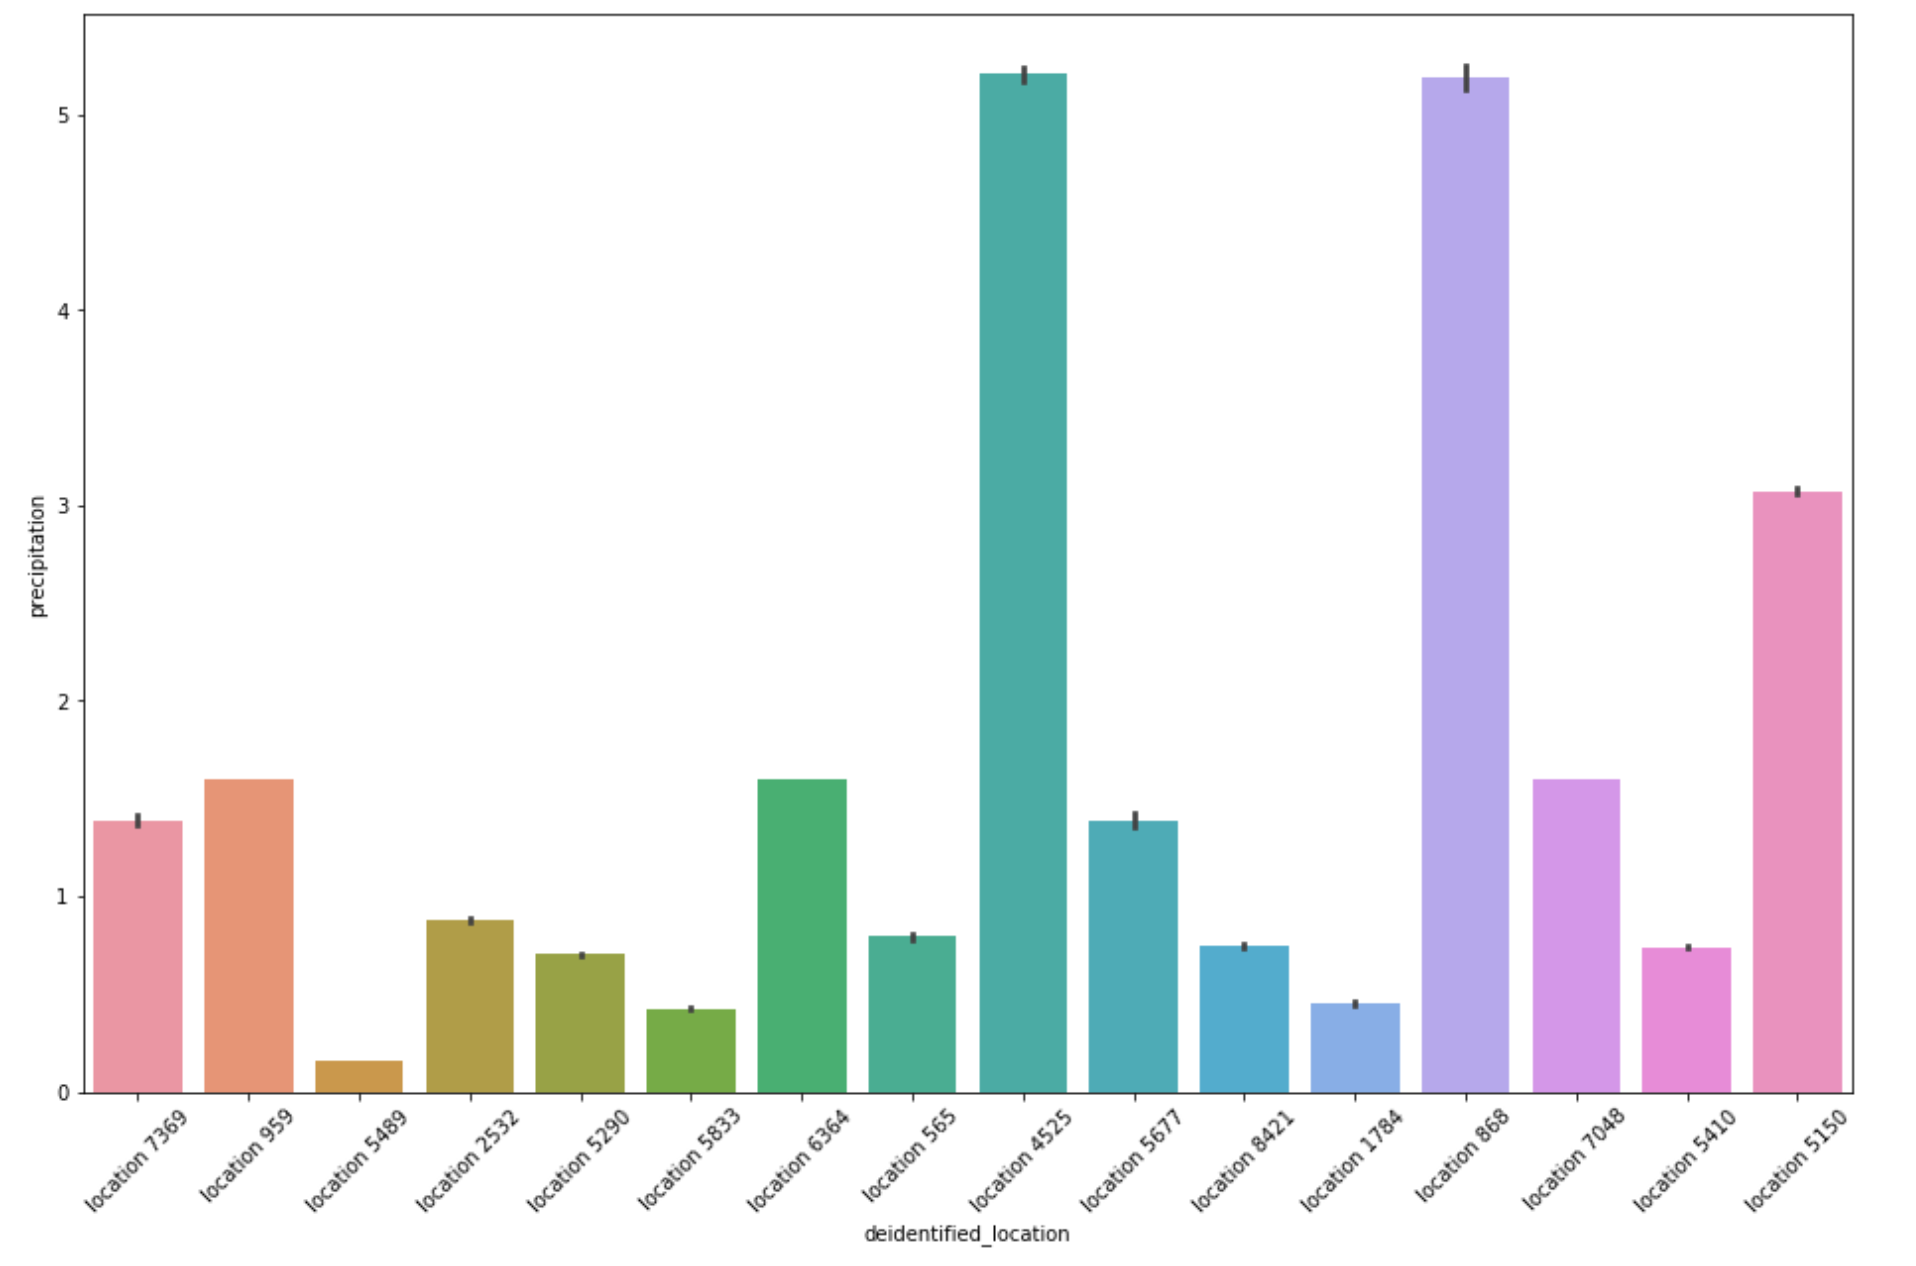 5
4
3
2
1
0
precipitation
location 7369
location 959
location 5489
location 2532
location 5290
location 5833
location 6364
location 565
location 4525
location 5677
location 8421
location 1784
location 868
location 7048
location 5410
location 5150
deidentified_location